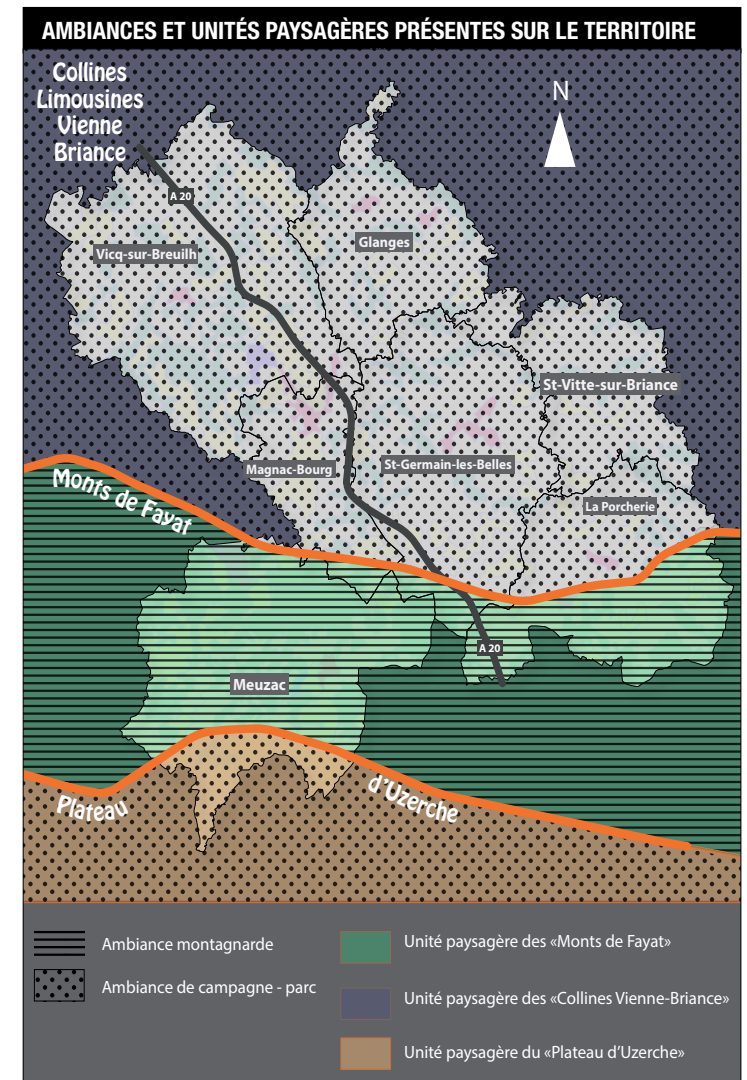 AMBIANCES ET UNITÉS PAYSAGÈRES PRÉSENTES SUR LE TERRITOIRE
Collines
Limousines
Vienne
Briance
N
A 20
Glanges
Vicq-sur-Breuilh
St-Vitte-sur-Briance
Magnac-Bourg
St-Germain-les-Belles
Monts de Fayat
La Porcherie
A 20
Meuzac
Plateau
d'Uzerche
Ambiance montagnarde
Ambiance de campagne - parc
Unité paysagère des «Monts de Fayat»
Unité paysagère des «Collines Vienne-Briance»
Unité paysagère du «Plateau d'Uzerche»